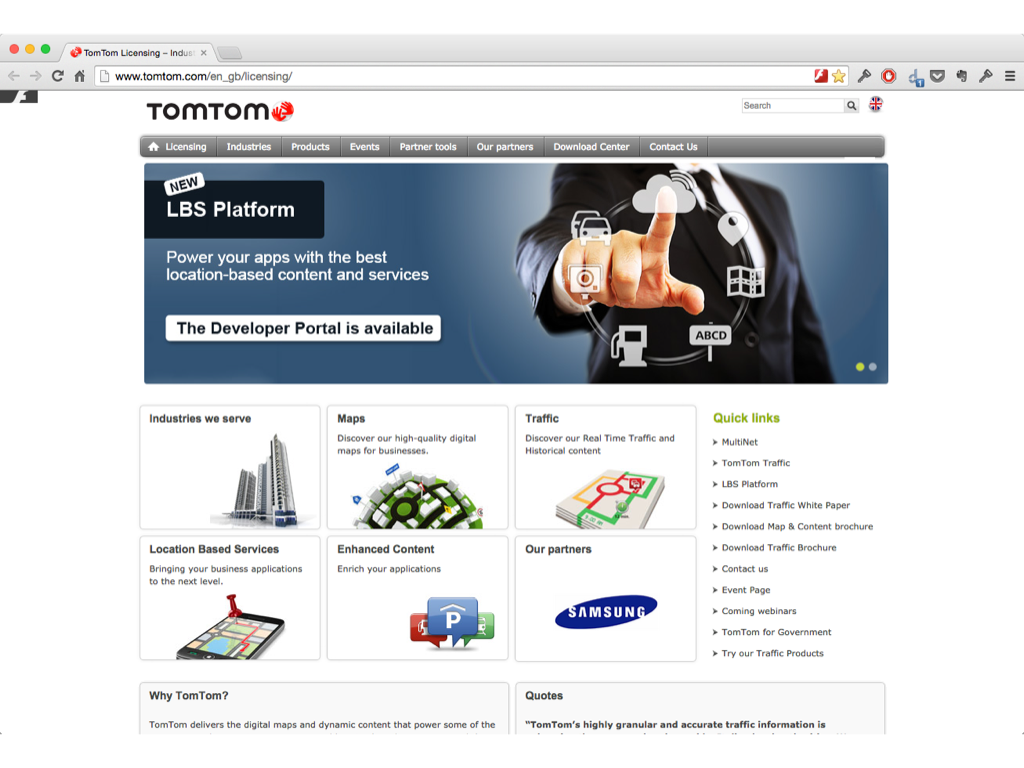 TomTom Licensing – Indus
www.tomtom.com/en_gb/licensing/
1
TOMTOM
Search
Licensing
Industries
Products
Events
Partner tools
Our partners
Download Center
Contact Us
NEW
LBS Platform
Power your apps with the best
location-based content and services
The Developer Portal is available
ABCD
Industries we serve
Maps
Discover our high-quality digital
maps for businesses.
Traffic
Discover our Real Time Traffic and
Historical content
Location Based Services
Bringing your business applications
to the next level.
Enhanced Content
Enrich your applications
P
Our partners
SAMSUNG
Quick links
MultiNet
TomTom Traffic
LBS Platform
Download Traffic White Paper
Download Map & Content brochure
Download Traffic Brochure
Contact us
Event Page
Coming webinars
TomTom for Government
Try our Traffic Products
Why TomTom?
TomTom delivers the digital maps and dynamic content that power some of the
Quotes
“TomTom’s highly granular and accurate traffic information is